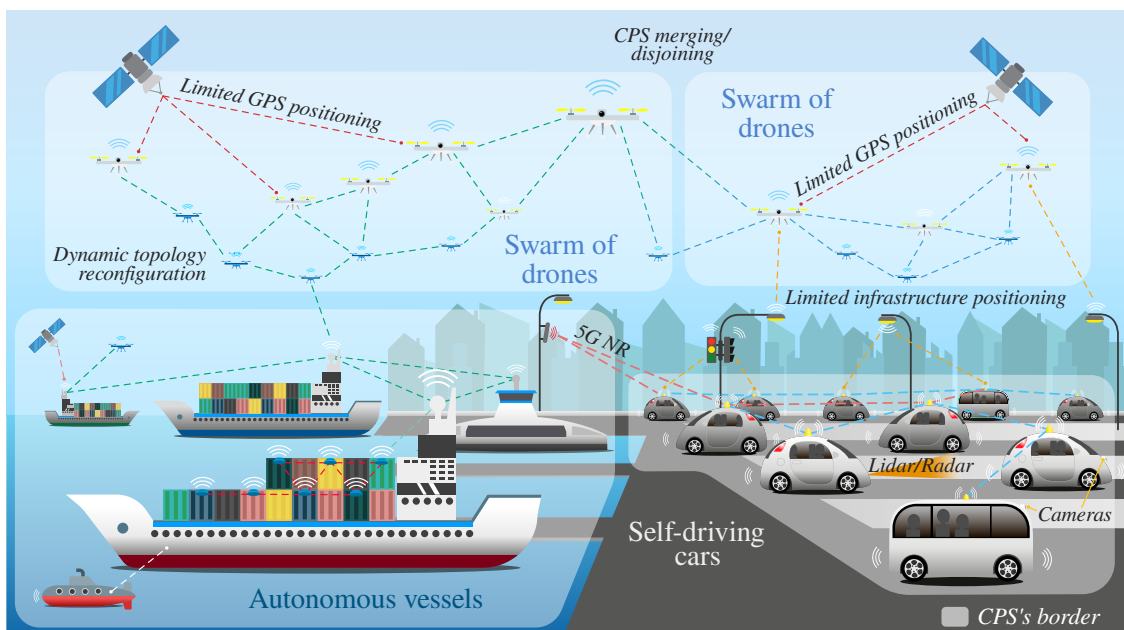 CPS merging/
disjoining
Limited GPS positioning
Swarm of
drones
Limited GPS positioning
Dynamic topology
reconfiguration
Swarm of
drones
Limited infrastructure positioning
5G NR
Lidar/Radar
Cameras
Self-driving
cars
Autonomous vessels
CPS's border